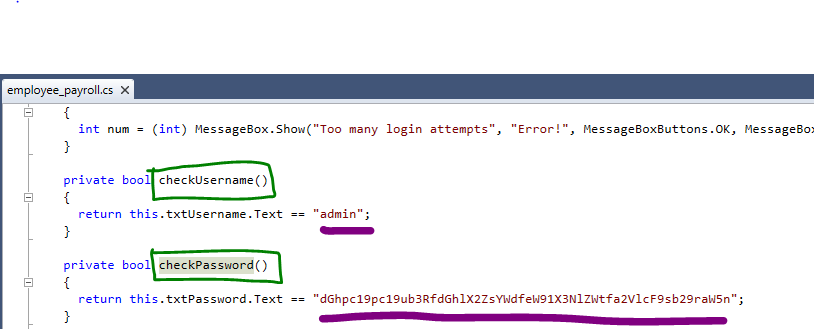 employee_payroll.cs
{
int num = (int) MessageBox.Show("Too many login attempts", "Error!", MessageBoxButtons.OK, MessageBo
}
private bool checkUsername()
{
return this.txtUsername.Text == "admin";
}
private bool checkPassword()
{
return this.txtPassword.Text == "dGhpc19pc19ub3RfdGhlX2ZsYWdfeW91X3NlZWtfa2VlcF9sb29raW5n";
}